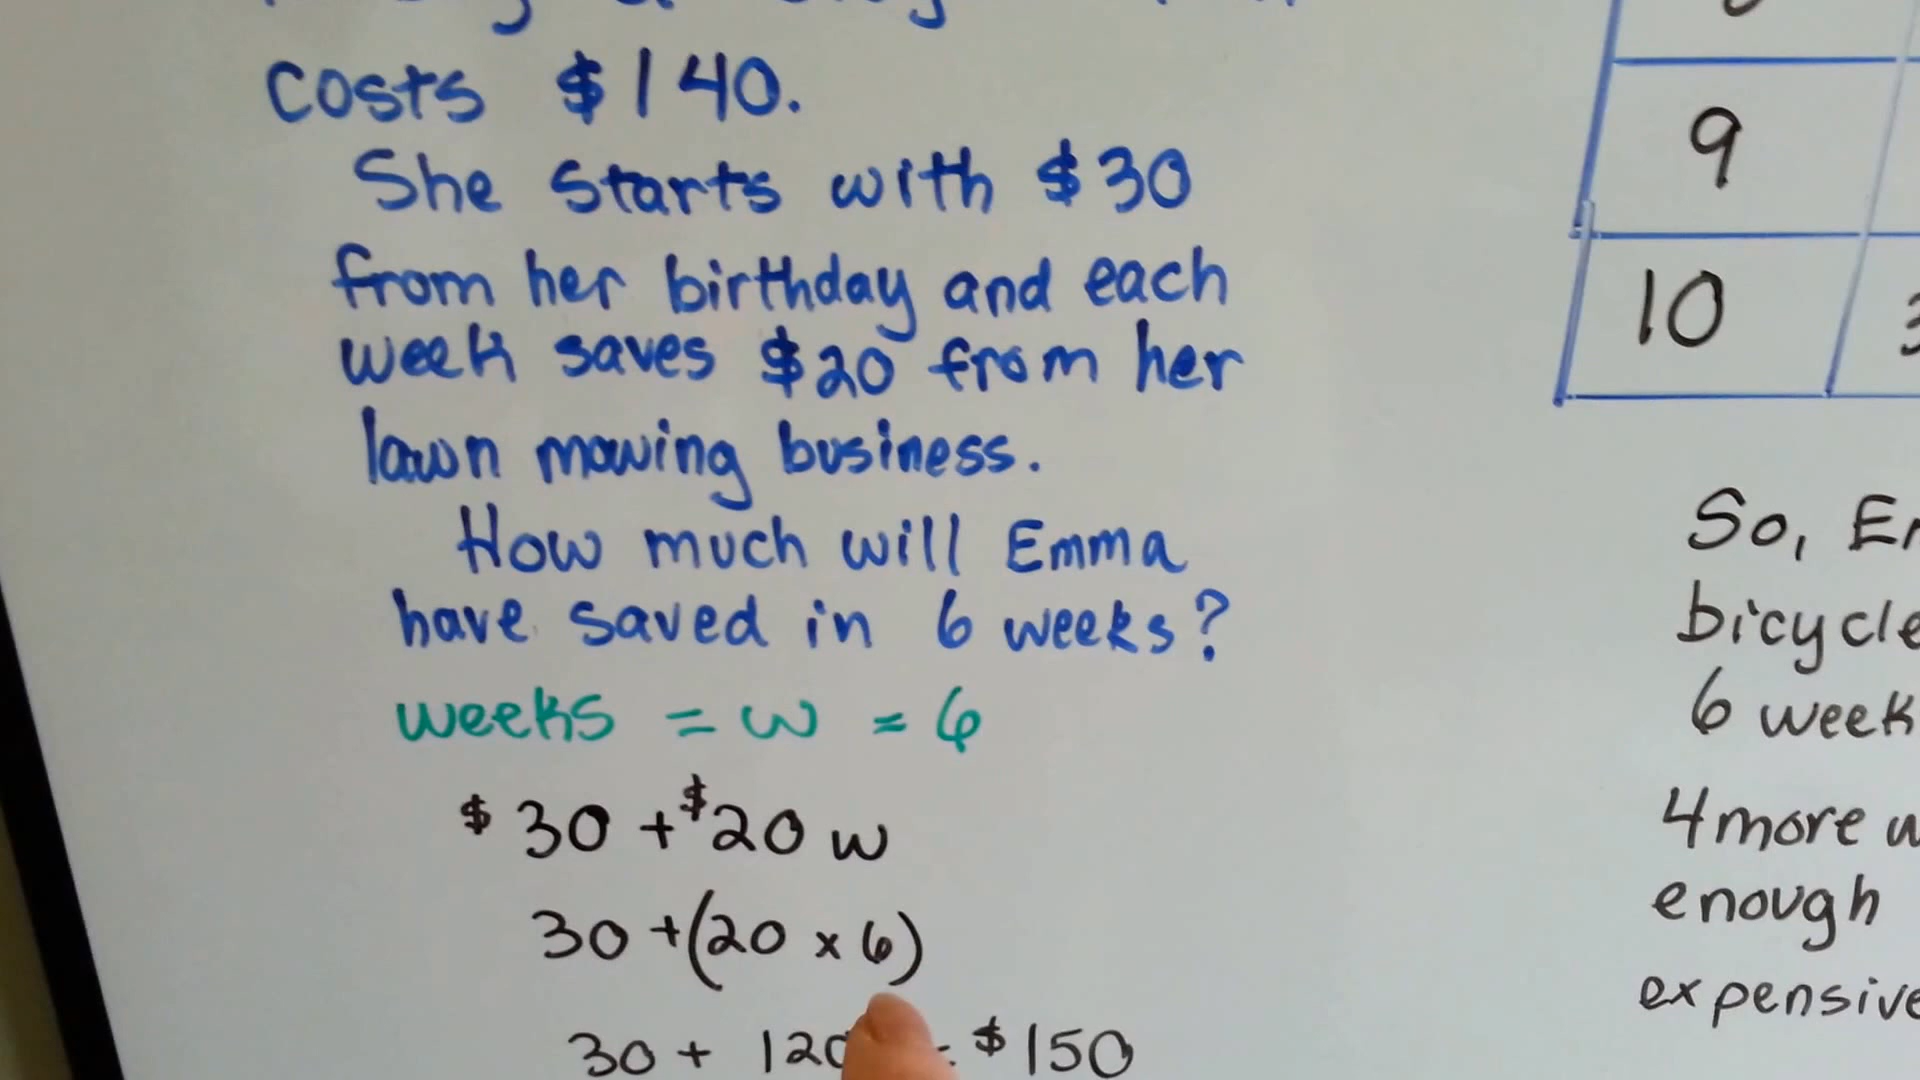 costs $140.
She starts with $30
from her birthday and each
week saves $20 from her
lawn mowing business.
How much will Emma
have saved in 6 weeks?
weeks = w = 6
$30 + $20 w
30 + (20 x 6)
30 + 120 = $150
9
10
So,
bicycle
6 week
4 more
enough
expensive